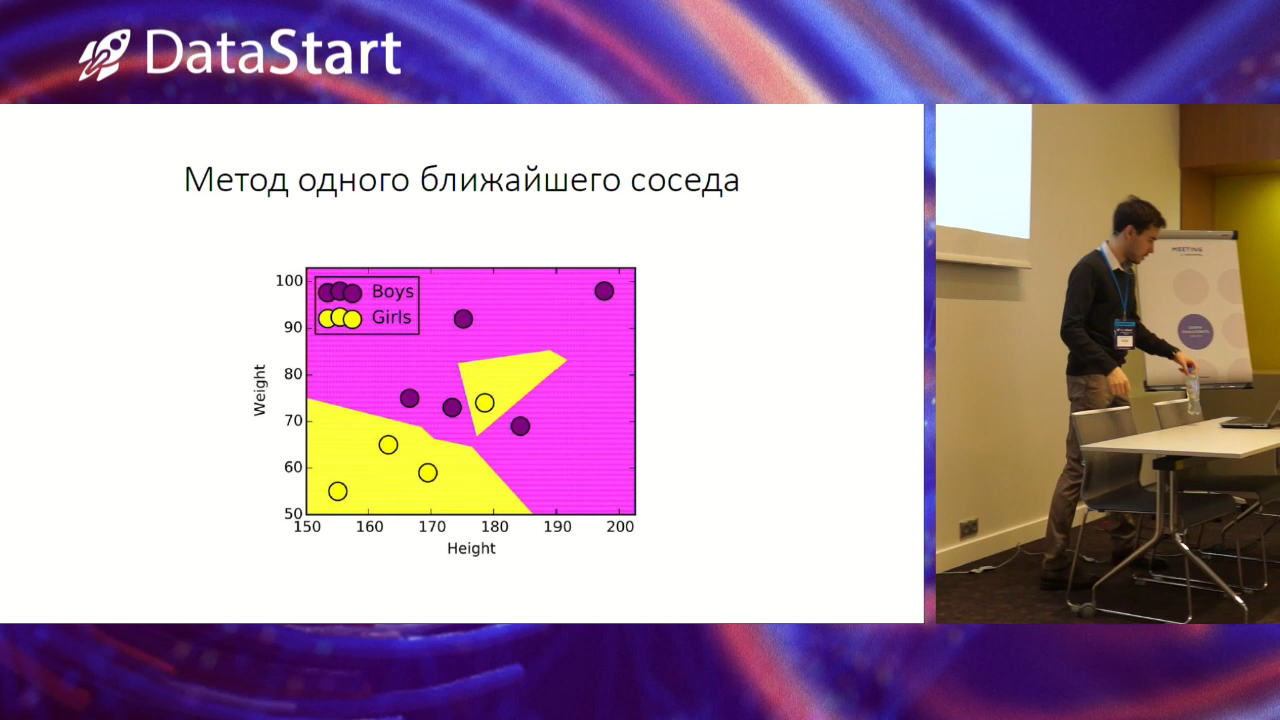 DataStart
Метод одного ближайшего соседа
Boys
Girls
100
90
80
70
60
50
Weight
150 160 170 180 190 200
Height
MEETING